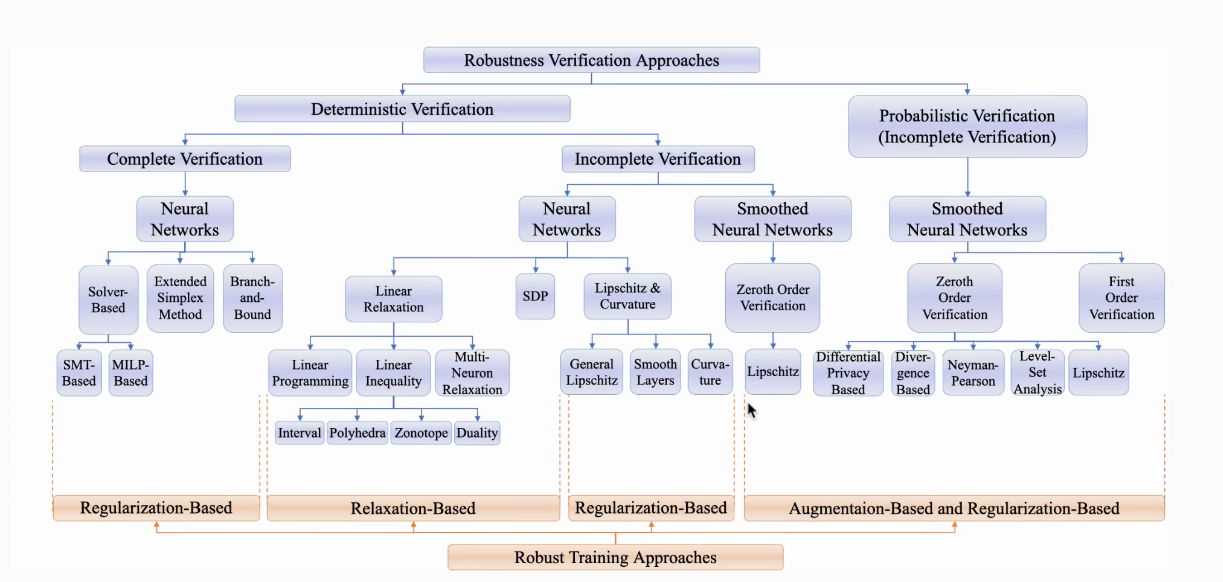 Robustness Verification Approaches
Deterministic Verification
Probabilistic Verification
(Incomplete Verification)
Complete Verification
Incomplete Verification
Neural
Networks
Neural
Networks
Smoothed
Neural Networks
Smoothed
Neural Networks
Solver-
Based
Extended
Simplex
Method
Branch-
and-
Bound
Linear
Relaxation
SDP
Lipschitz &
Curvature
Zeroth Order
Verification
Zeroth
Order
Verification
First
Order
Verification
SMT-
Based
MILP-
Based
Linear
Programming
Linear
Inequality
Multi-
Neuron
Relaxation
General
Lipschitz
Smooth
Layers
Curva-
ture
Lipschitz
Differential
Privacy
Based
Diver-
gence
Based
Neyman-
Pearson
Level-
Set
Analysis
Lipschitz
Interval
Polyhedra
Zonotope
Duality
Regularization-Based
Relaxation-Based
Regularization-Based
Augmentaion-Based and Regularization-Based
Robust Training Approaches